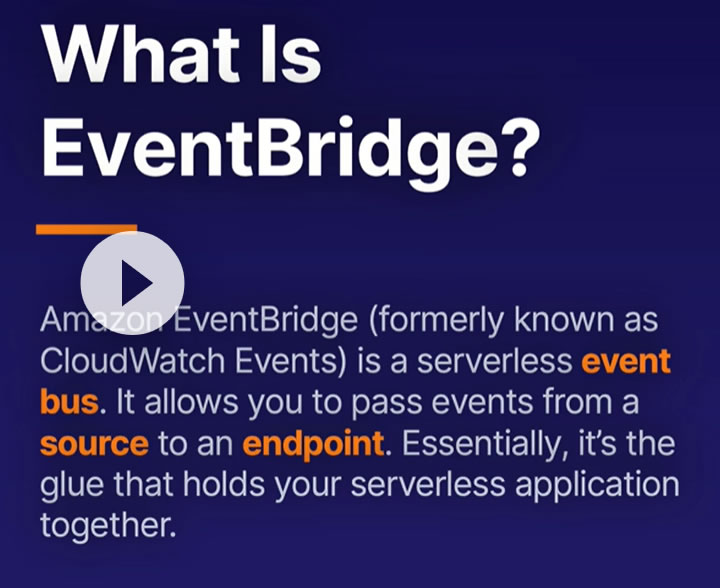 What Is
EventBridge?
Amazon EventBridge (formerly known as
CloudWatch Events) is a serverless event
bus. It allows you to pass events from a
source to an endpoint. Essentially, it’s the
glue that holds your serverless application
together.